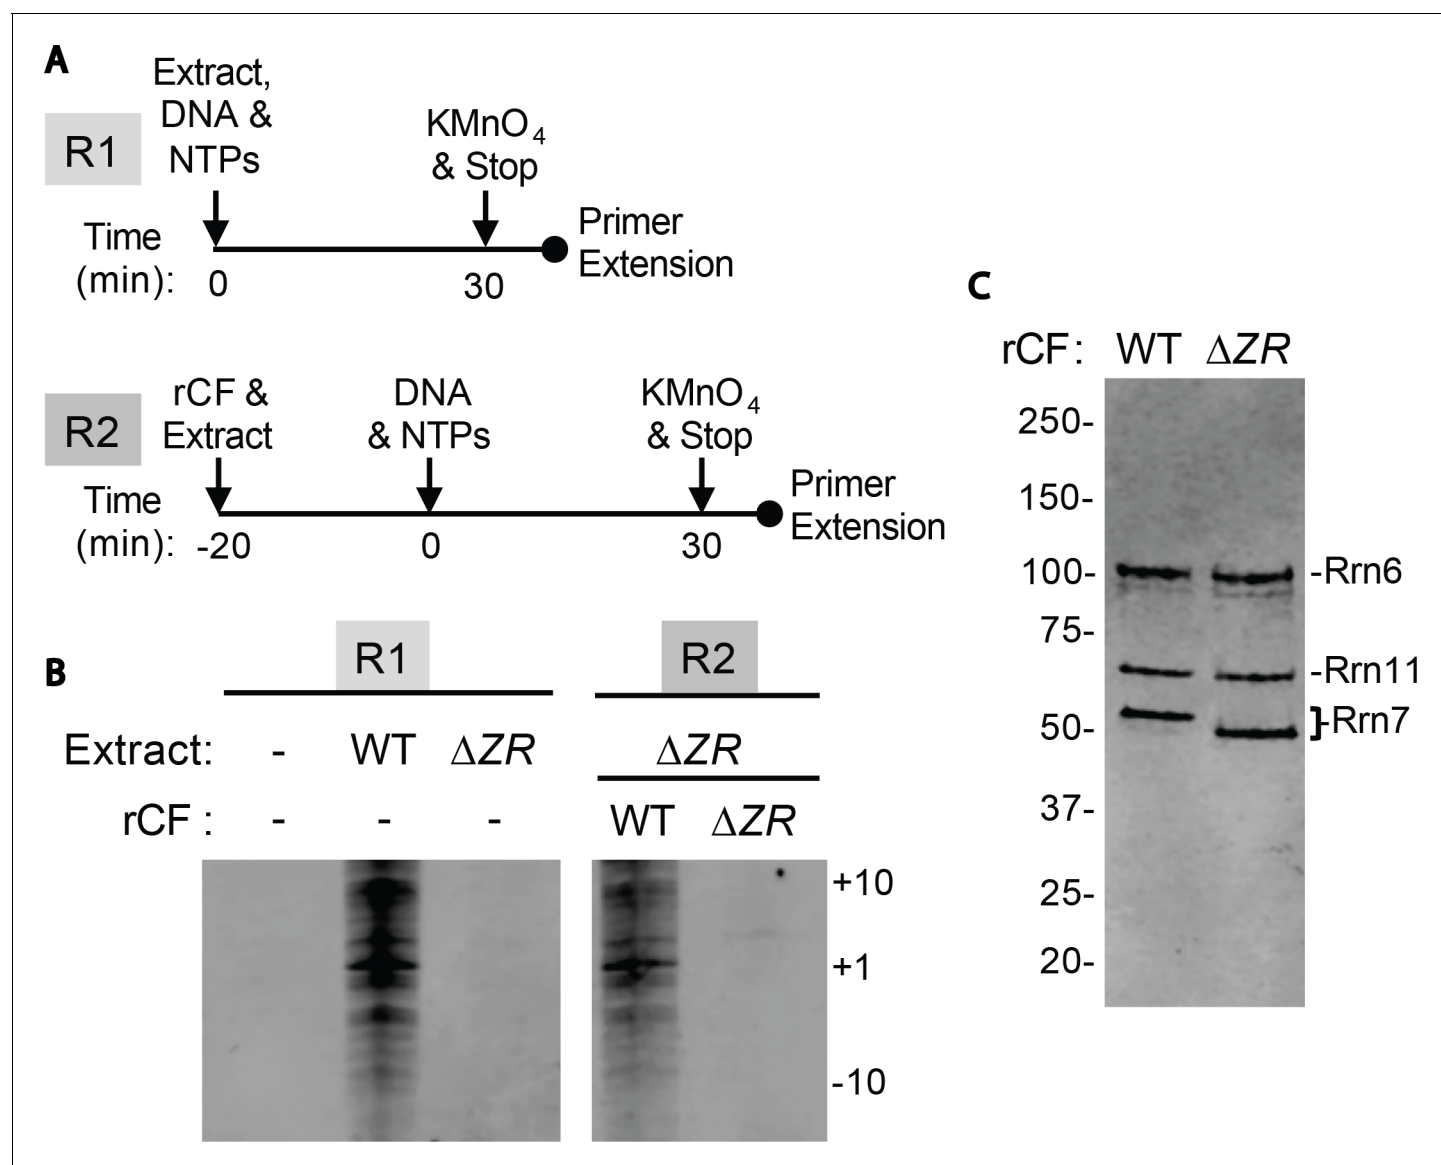 A
R1
Extract,
DNA &
NTPs
KMnO4
& Stop
Time
(min):
0
30
Primer
Extension
R2
rCF &
Extract
DNA
& NTPs
KMnO4
& Stop
Time
(min):
-20
0
30
Primer
Extension
B
R1
R2
Extract: - WT ΔZR ΔZR
rCF : - - - WT ΔZR
+10
+1
-10
C
rCF: WT ΔZR
250-
150-
100-
75-
50-
37-
25-
20-
-Rrn6
-Rrn11
}-Rrn7